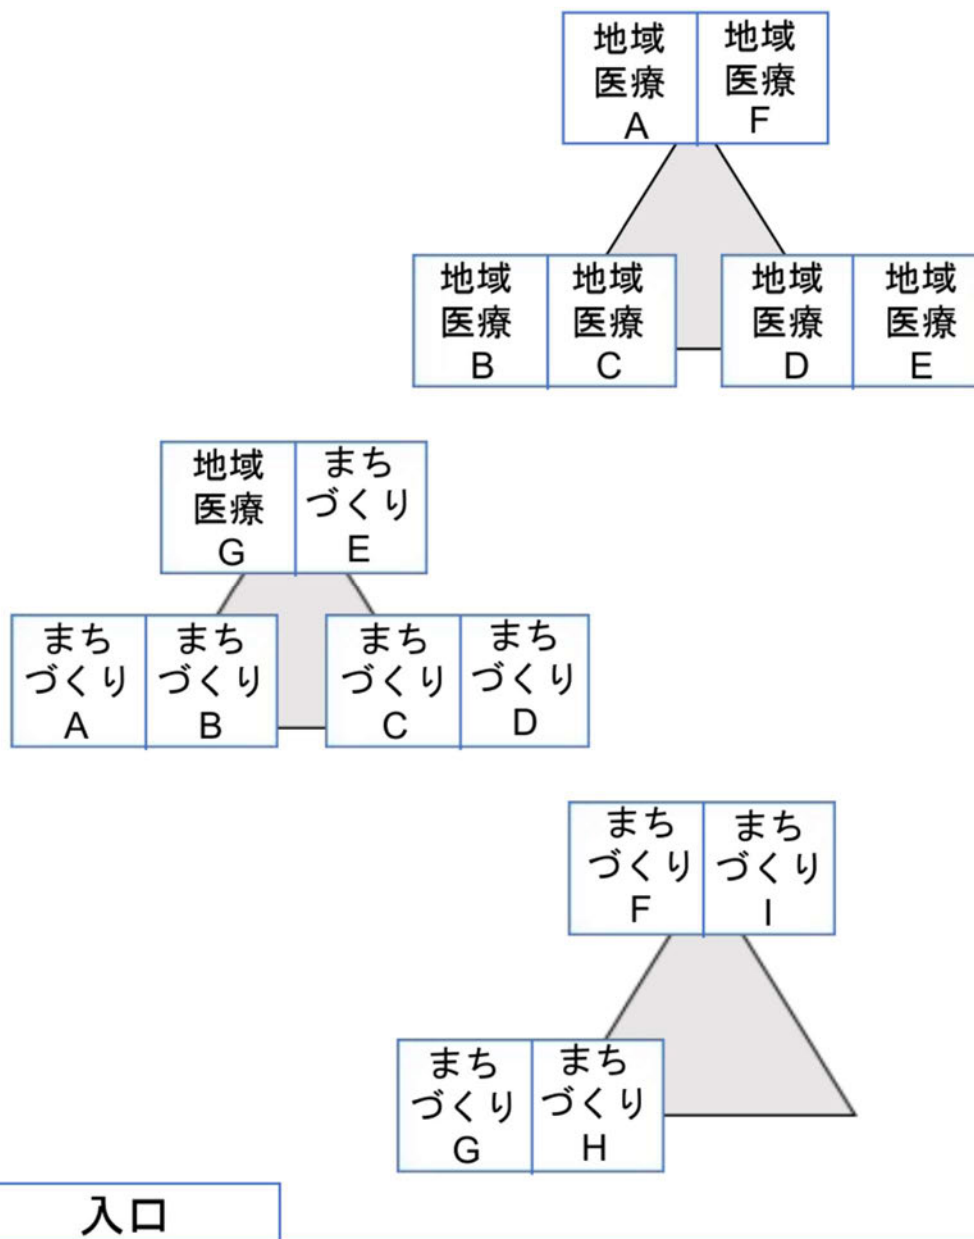 地域
医療
A
地域
医療
F
地域
医療
B
地域
医療
C
地域
医療
D
地域
医療
E
地域
医療
G
まち
づくり
E
まち
づくり
A
まち
づくり
B
まち
づくり
C
まち
づくり
D
まち
づくり
F
まち
づくり
I
まち
づくり
G
まち
づくり
H
入口